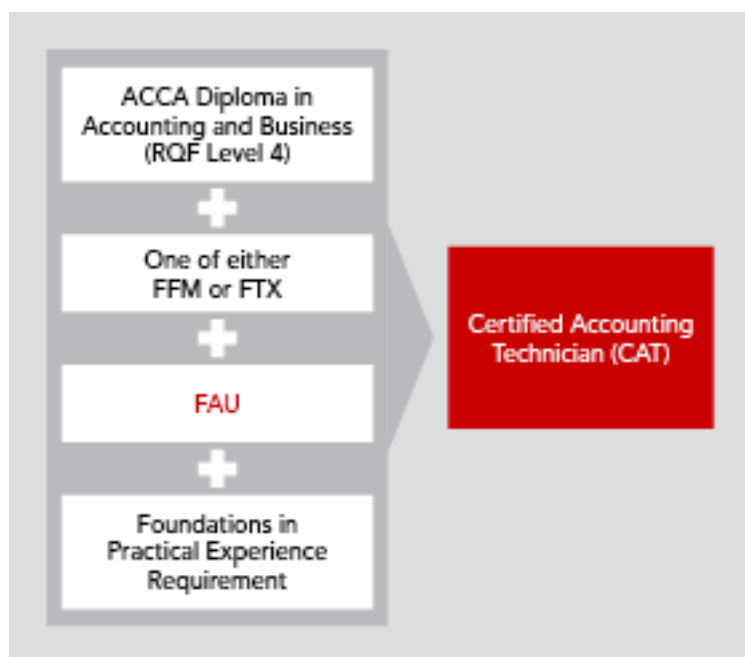 ACCA Diploma in
Accounting and Business
(RQF Level 4)
One of either
FFM or FTX
FAU
Foundations in
Practical Experience
Requirement
Certified Accounting
Technician (CAT)